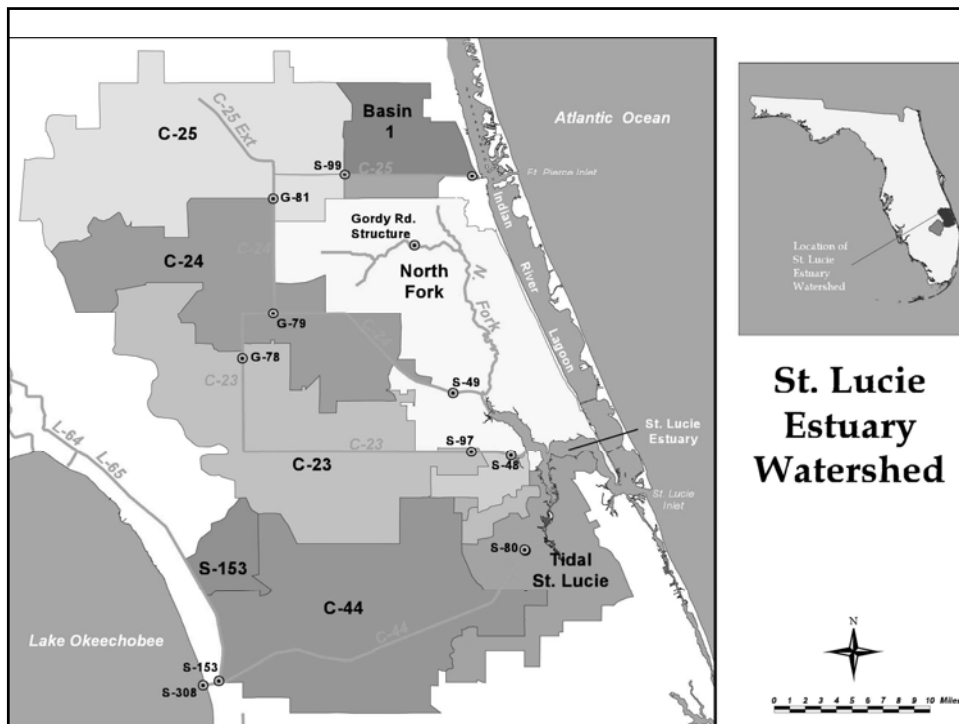 Atlantic Ocean
Basin
1
C-25 Ext
C-25
S-99
C-25
Ft. Pierce Inlet
G-81
Gordy Rd.
Structure
C-24
C-24
North
Fork
N. Fork
Indian
River
Lagoon
G-79
C-24
G-78
C-23
S-49
St. Lucie
Estuary
S-97
C-23
S-48
C-23
L-64
L-65
St. Lucie
Inlet
S-80
Tidal
St. Lucie
S-153
C-44
C-44
Lake Okeechobee
S-153
S-308
Location of
St. Lucie
Estuary
Watershed
St. Lucie
Estuary
Watershed
N
0 1 2 3 4 5 6 7 8 9 10 Miles